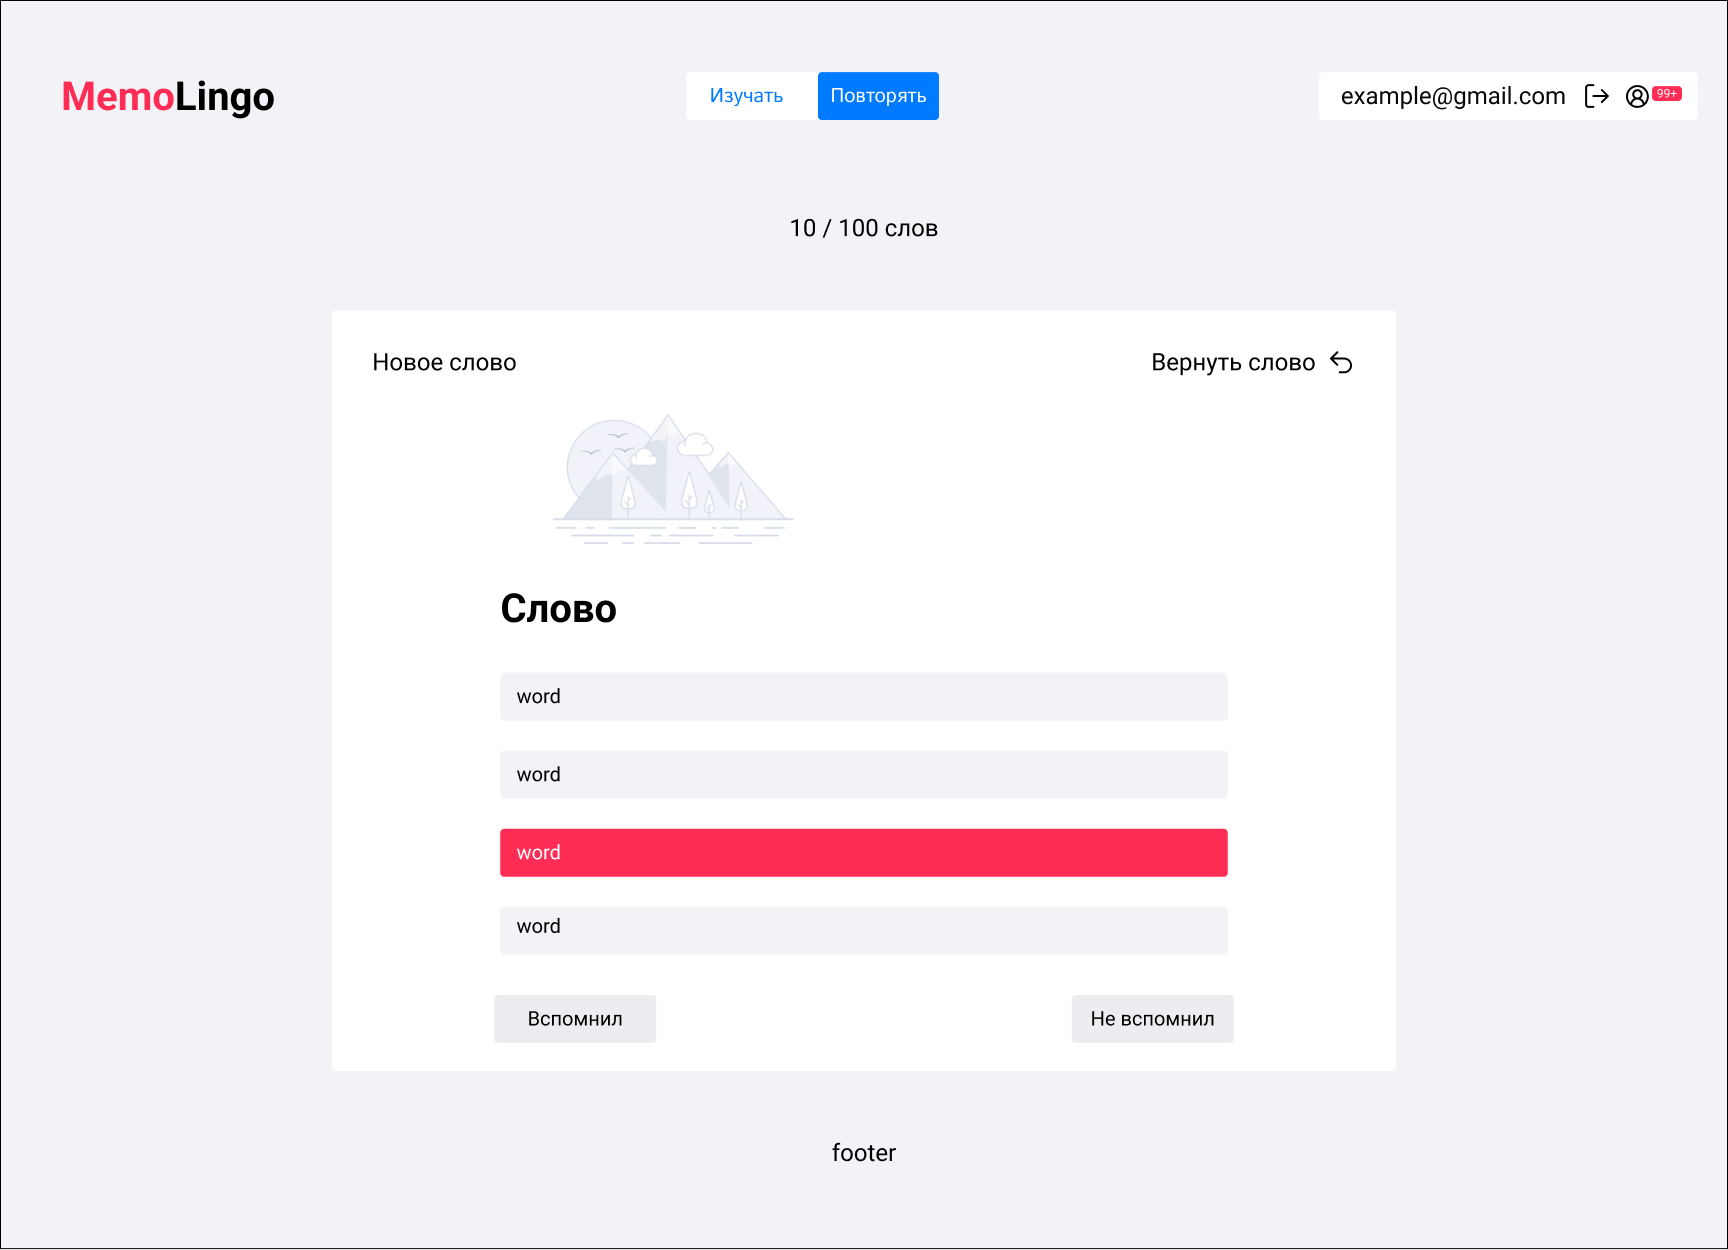 MemoLingo
Изучать
Повторять
example@gmail.com
99+
10 / 100 слов
Новое слово
Вернуть слово
Слово
word
word
word
word
Вспомнил
Не вспомнил
footer